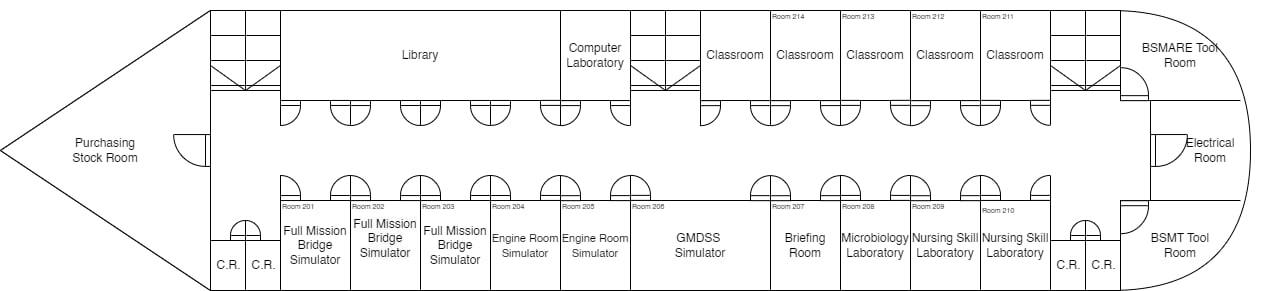 Room 214
Room 213
Room 212
Room 211
Library
Computer
Laboratory
Classroom
Classroom
Classroom
Classroom
Classroom
BSMARE Tool
Room
Purchasing
Stock Room
Electrical
Room
Room 201
Full Mission
Bridge
Simulator
Room 202
Full Mission
Bridge
Simulator
Room 203
Full Mission
Bridge
Simulator
Room 204
Engine Room
Simulator
Room 205
Engine Room
Simulator
Room 206
GMDSS
Simulator
Room 207
Briefing
Room
Room 208
Microbiology
Laboratory
Room 209
Nursing Skill
Laboratory
Room 210
Nursing Skill
Laboratory
BSMT Tool
Room
C.R.
C.R.
C.R.
C.R.